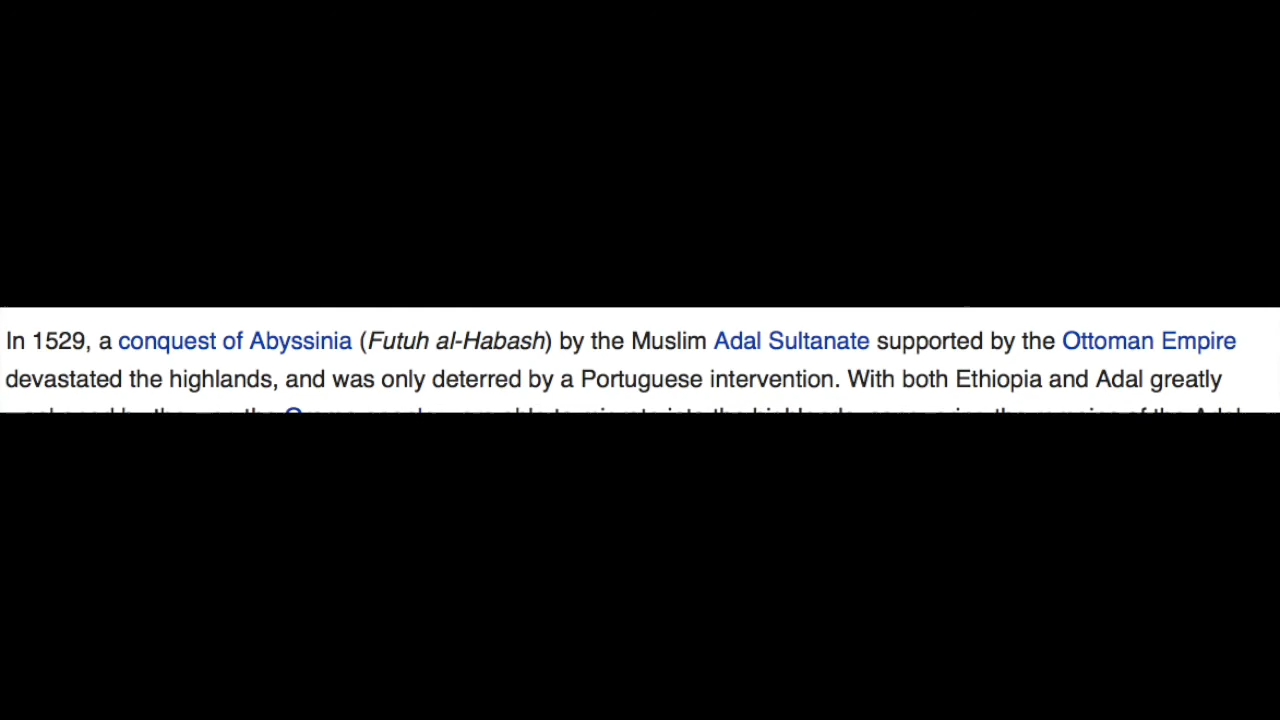 In 1529, a conquest of Abyssinia (Futuh al-Habash) by the Muslim Adal Sultanate supported by the Ottoman Empire
devastated the highlands, and was only deterred by a Portuguese intervention. With both Ethiopia and Adal greatly